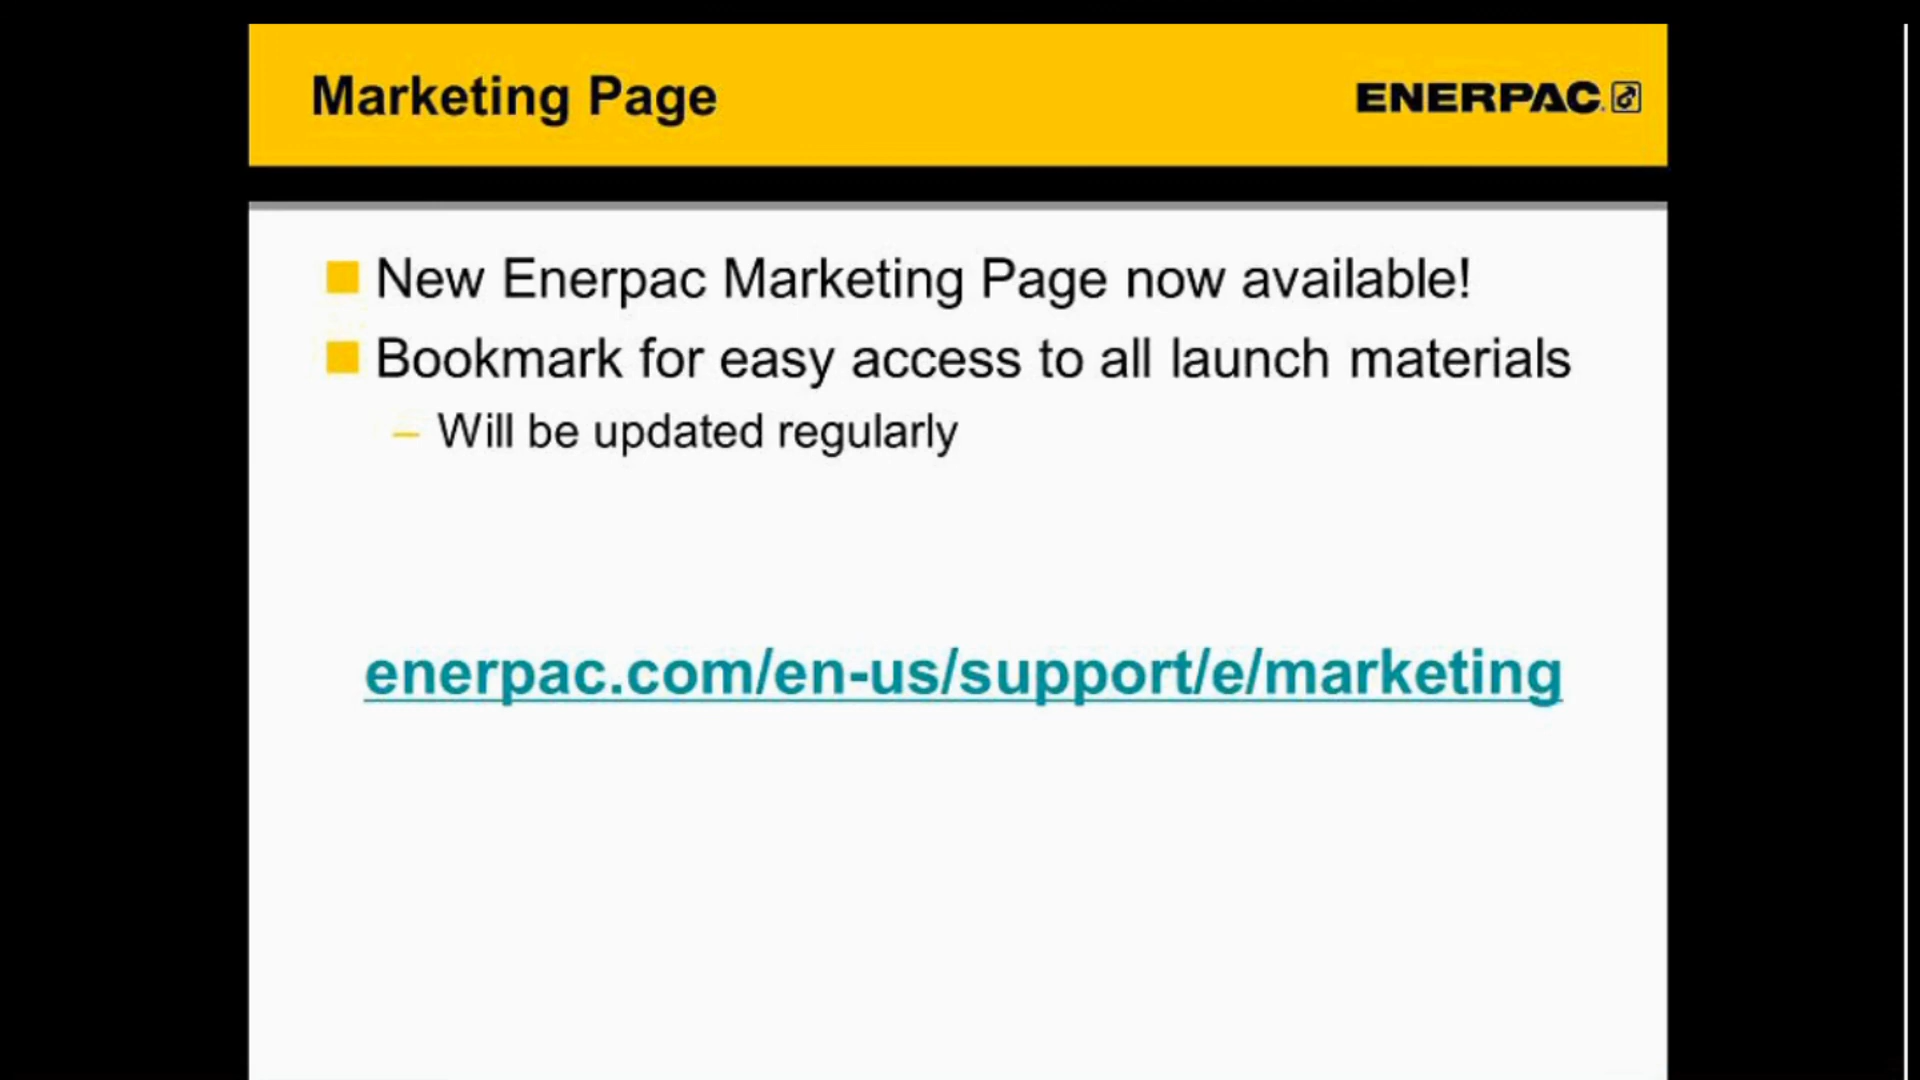 Marketing Page
ENERPAC
New Enerpac Marketing Page now available!
Bookmark for easy access to all launch materials
– Will be updated regularly
enerpac.com/en-us/support/e/marketing